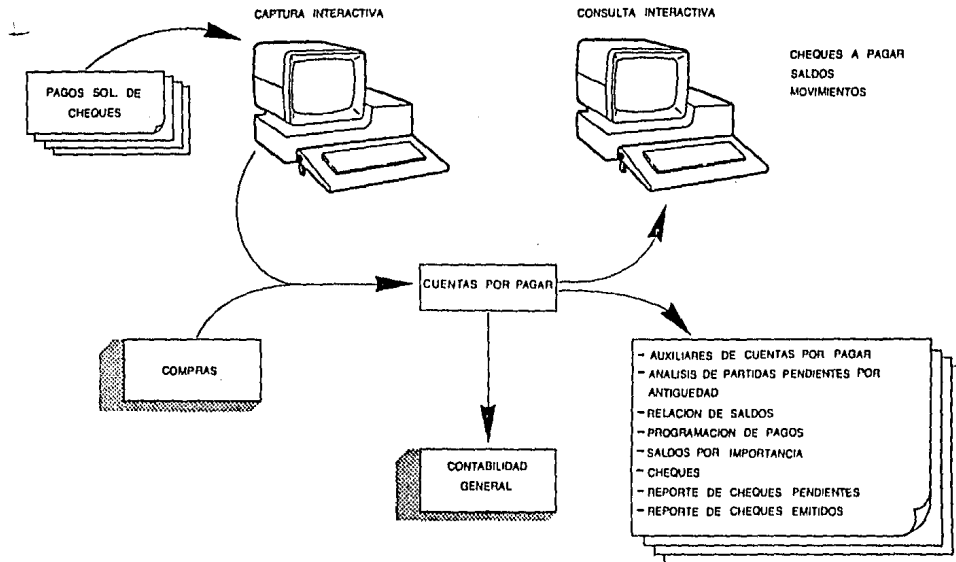 CAPTURA INTERACTIVA
CONSULTA INTERACTIVA
CHEQUES A PAGAR
SALDOS
MOVIMIENTOS
PAGOS SOL. DE
CHEQUES
CUENTAS POR PAGAR
COMPRAS
CONTABILIDAD
GENERAL
- AUXILIARES DE CUENTAS POR PAGAR
- ANALISIS DE PARTIDAS PENDIENTES POR
ANTIGUEDAD
- RELACION DE SALDOS
- PROGRAMACION DE PAGOS
- SALDOS POR IMPORTANCIA
- CHEQUES
- REPORTE DE CHEQUES PENDIENTES
- REPORTE DE CHEQUES EMITIDOS